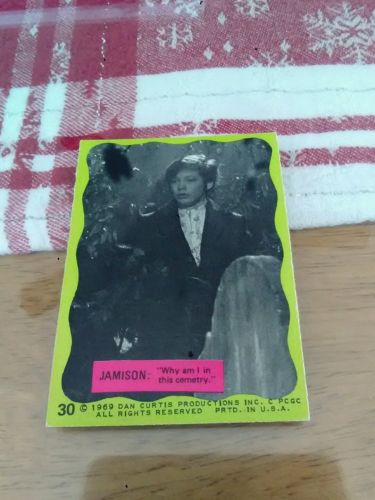 JAMISON: "Why am I in
this cemetry."
30 © 1969 DAN CURTIS PRODUCTIONS INC. C PCGC
ALL RIGHTS RESERVED PRTD. IN U.S.A.